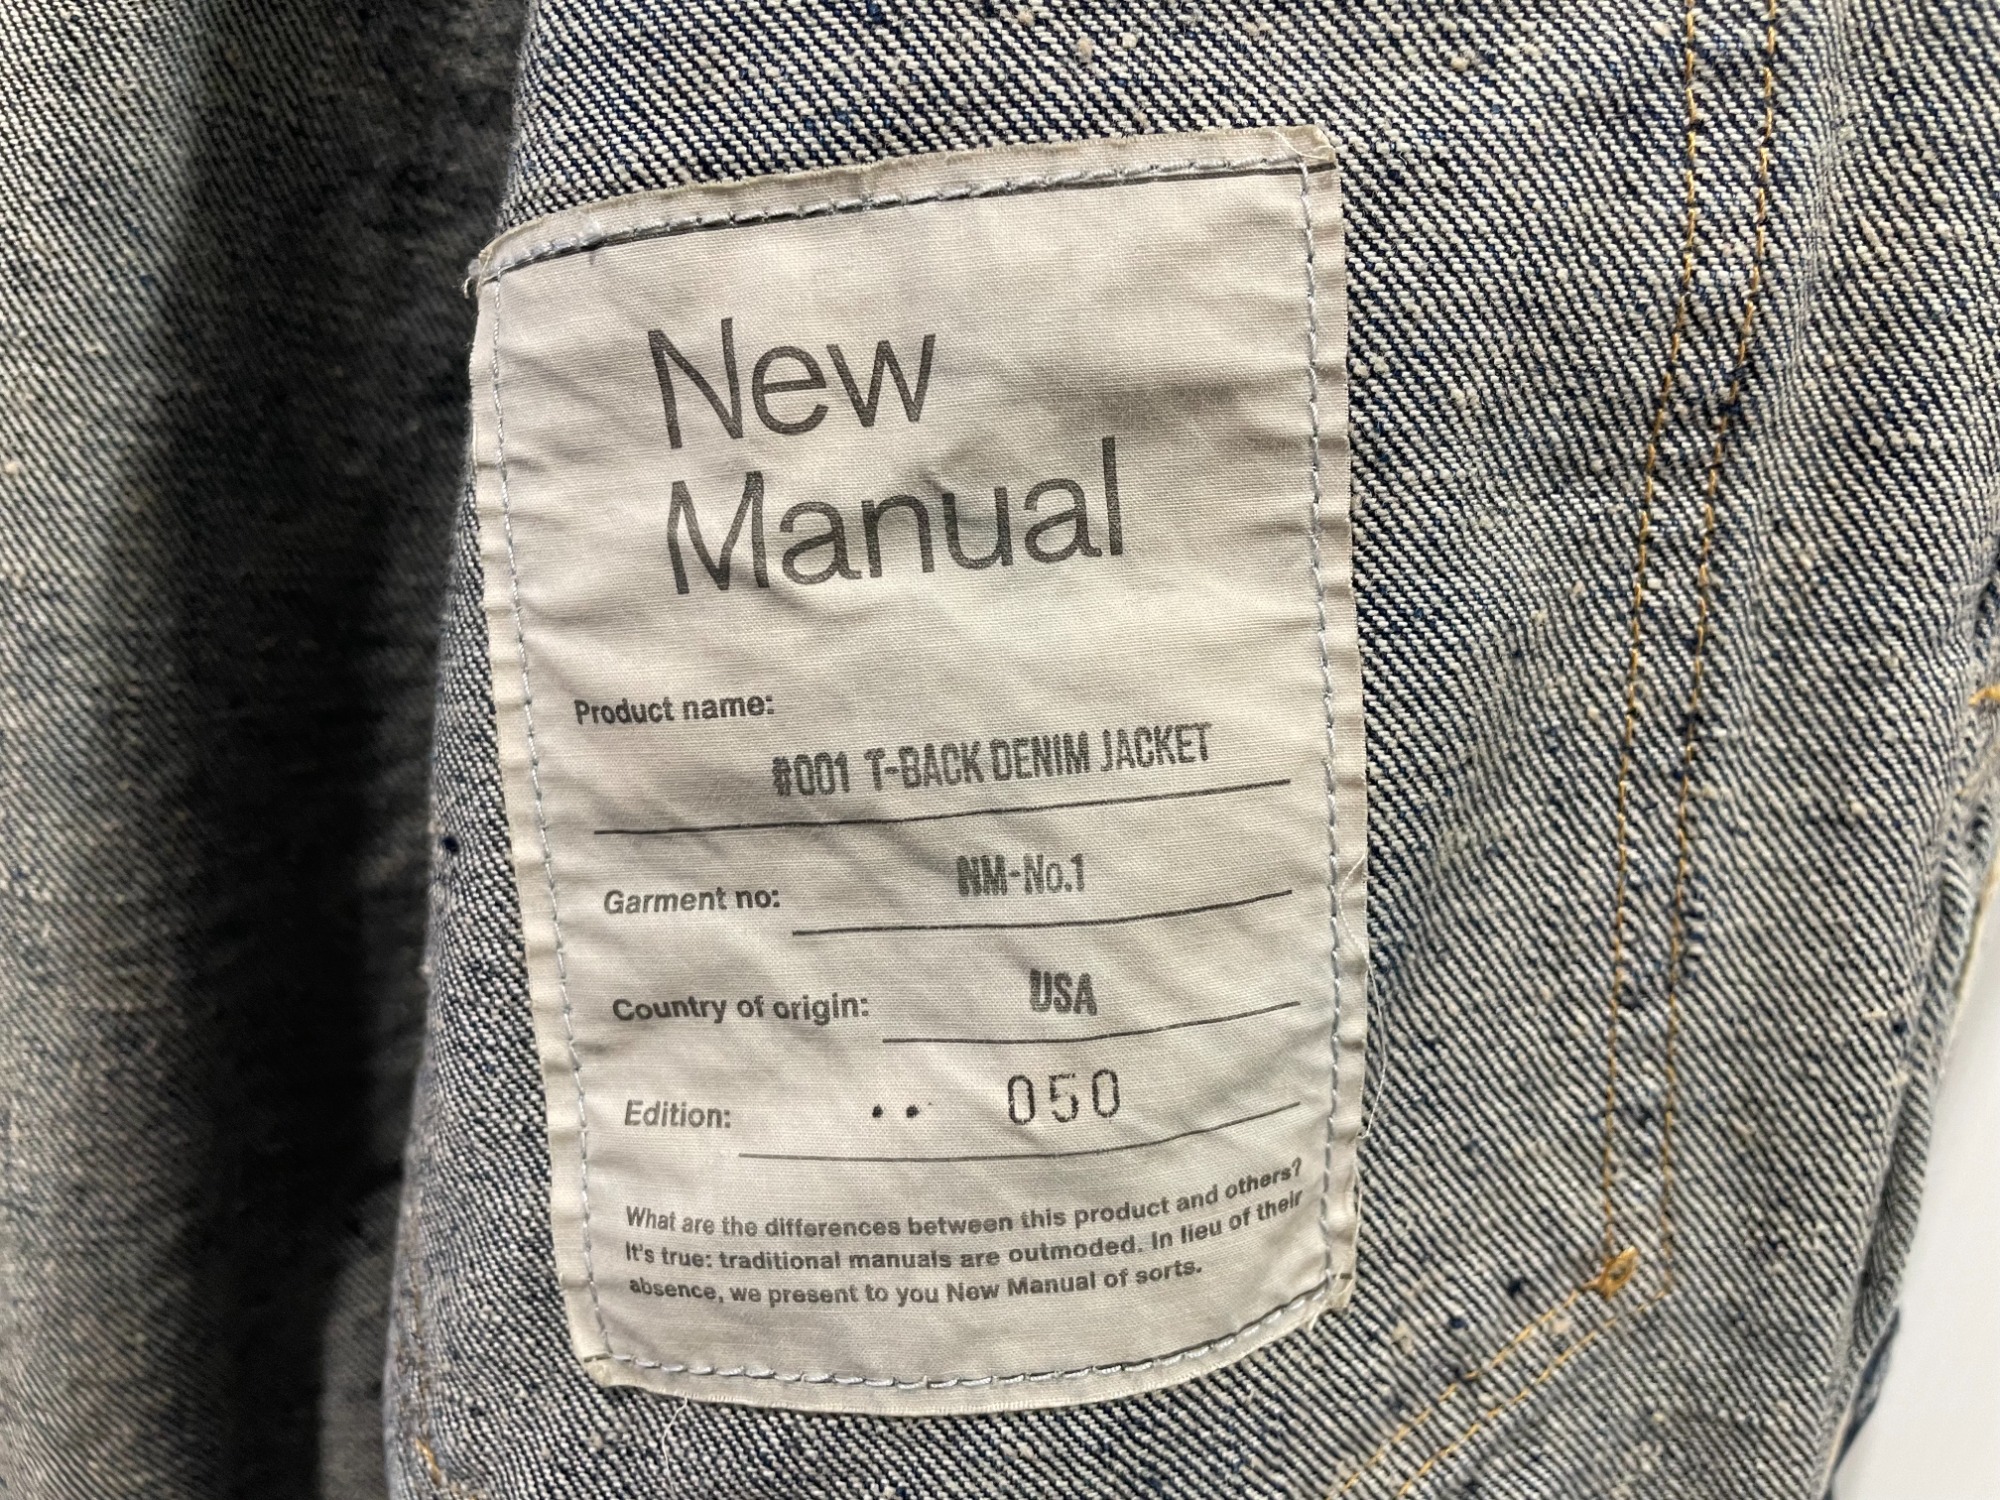 New
Manual
Product name:
#001 T-BACK DENIM JACKET
Garment no: NM-No.1
Country of origin: USA
Edition: •• 050
What are the differences between this product and others?
It's true: traditional manuals are outmoded. In lieu of their
absence, we present to you New Manual of sorts.